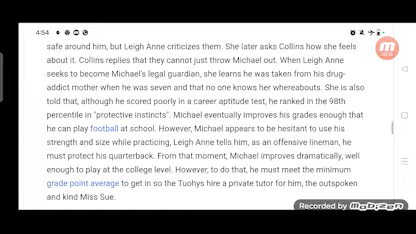 4:54
safe around him, but Leigh Anne criticizes them. She later asks Collins how she feels
about it. Collins replies that they cannot just throw Michael out. When Leigh Anne
seeks to become Michael's legal guardian, she learns he was taken from his drug-
addict mother when he was seven and that no one knows her whereabouts. She is also
told that, although he scored poorly in a career aptitude test, he ranked in the 98th
percentile in "protective instincts". Michael eventually improves his grades enough that
he can play football at school. However, Michael appears to be hesitant to use his
strength and size while practicing, Leigh Anne tells him, as an offensive lineman, he
must protect his quarterback. From that moment, Michael improves dramatically, well
enough to play at the college level. However, to do that, he must meet the minimum
grade point average to get in so the Tuohys hire a private tutor for him, the outspoken
and kind Miss Sue.
Recorded by Mobizen